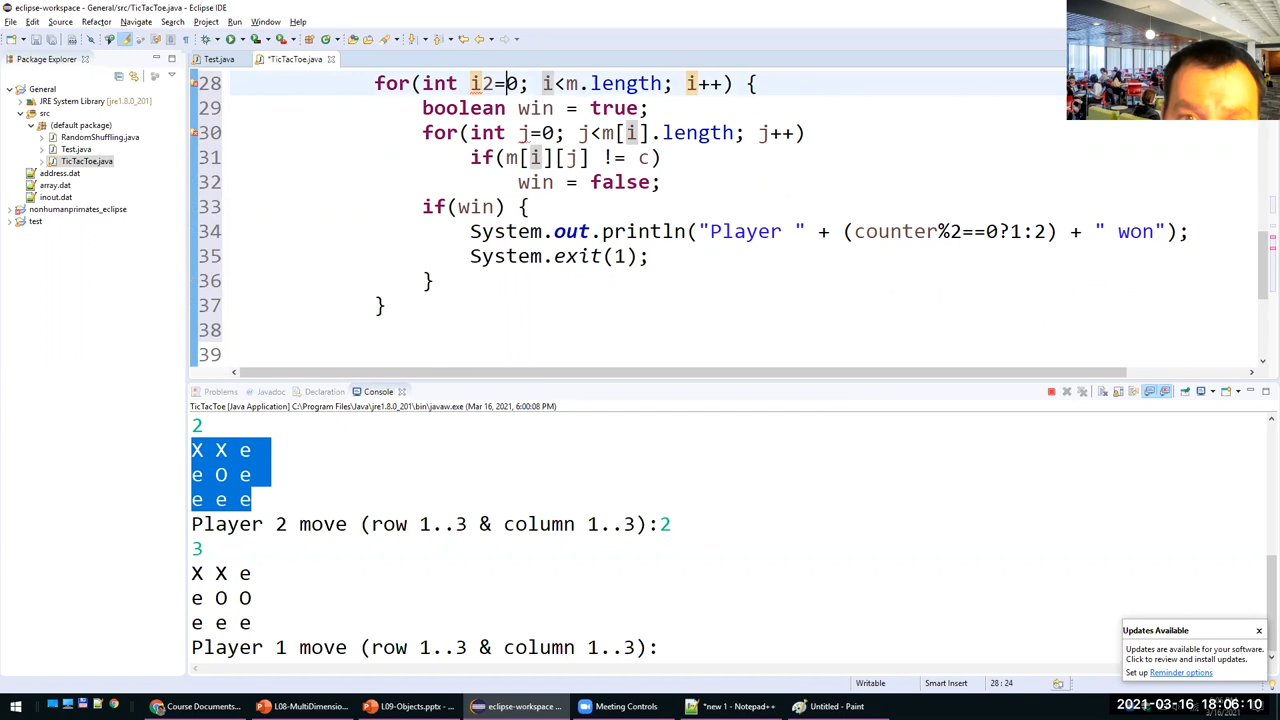 eclipse-workspace - General/src/TicTacToe.java - Eclipse IDE
File Edit Source Refactor Navigate Search Project Run Window Help
Package Explorer
Test.java
*TicTacToe.java
General
JRE System Library [jre1.8.0_201]
src
(default package)
RandomShuffling.java
Test.java
TicTacToe.java
address.dat
array.dat
inout.dat
nonhumanprimates_eclipse
test
28 for(int i2=0; i<m.length; i++) {
29 boolean win = true;
30 for(int j=0; j<m[i].length; j++)
31 if(m[i][j] != c)
32 win = false;
33 if(win) {
34 System.out.println("Player " + (counter%2==0?1:2) + " won");
35 System.exit(1);
36 }
37 }
38
39
Problems Javadoc Declaration Console
TicTacToe [Java Application] C:\Program Files\Java\jre1.8.0_201\bin\javaw.exe (Mar 16, 2021, 6:00:08 PM)
2
X X e
e O e
e e e
Player 2 move (row 1..3 & column 1..3):2
3
X X e
e O O
e e e
Player 1 move (row 1..3 & column 1..3):
Updates Available
Updates are available for your software.
Click to review and install updates.
Set up Reminder options
Writable Smart Insert 28 : 24
Course Documents... L08-MultiDimension... L09-Objects.pptx - ... eclipse-workspace ... Meeting Controls *new 1 - Notepad++ Untitled - Paint
2021-03-16 18:06:10